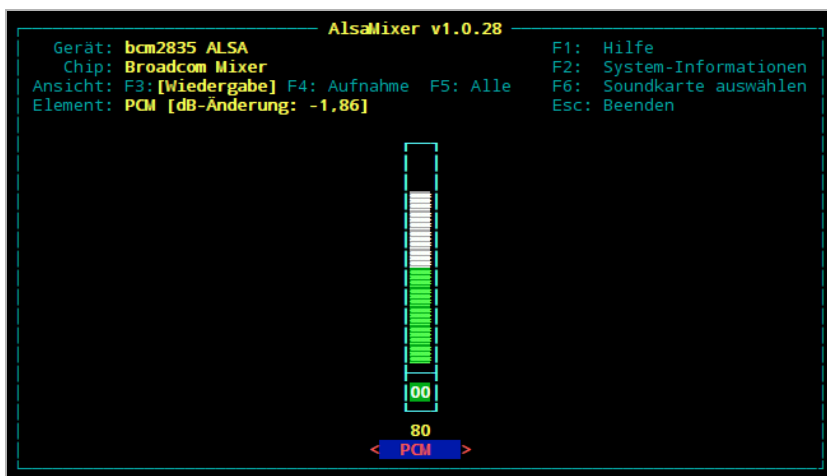 AlsaMixer v1.0.28
Gerät: bcm2835 ALSA F1: Hilfe
Chip: Broadcom Mixer F2: System-Informationen
Ansicht: F3:[Wiedergabe] F4: Aufnahme F5: Alle F6: Soundkarte auswählen
Element: PCM [dB-Änderung: -1,86] Esc: Beenden
00
80
< PCM >